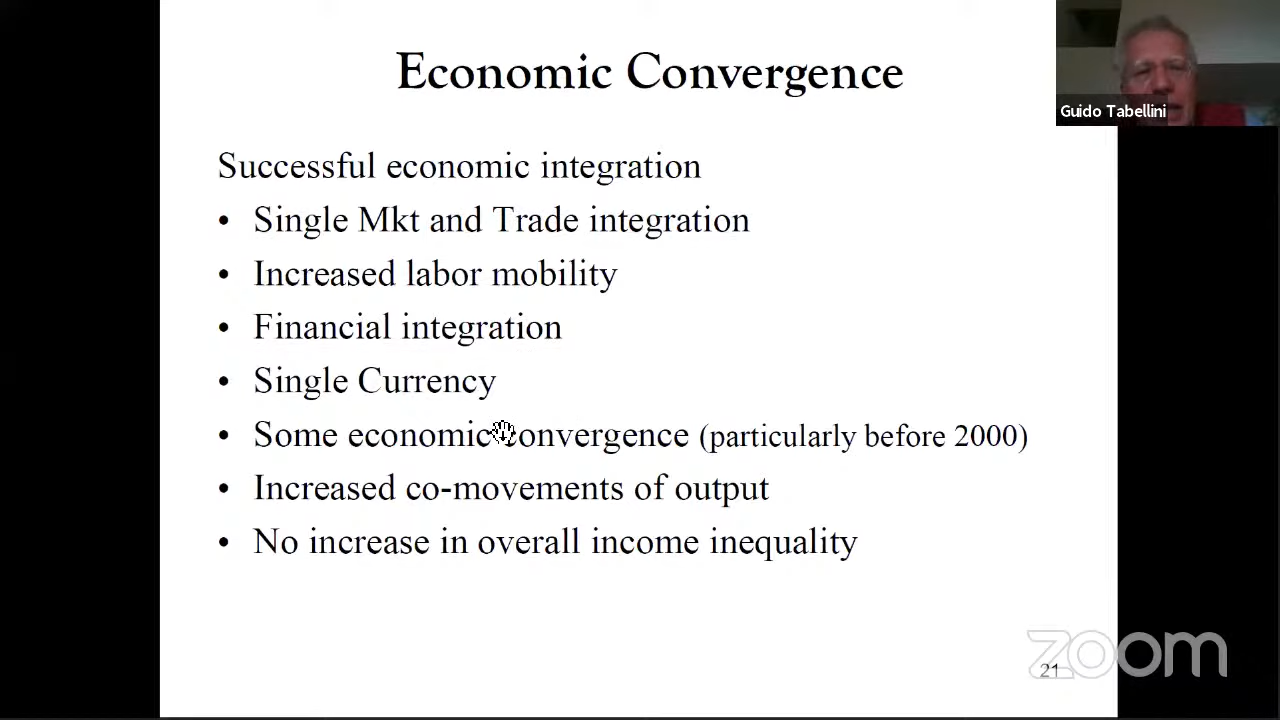 Economic Convergence
Guido Tabellini
Successful economic integration
• Single Mkt and Trade integration
• Increased labor mobility
• Financial integration
• Single Currency
• Some economic convergence (particularly before 2000)
• Increased co-movements of output
• No increase in overall income inequality
zoom
21